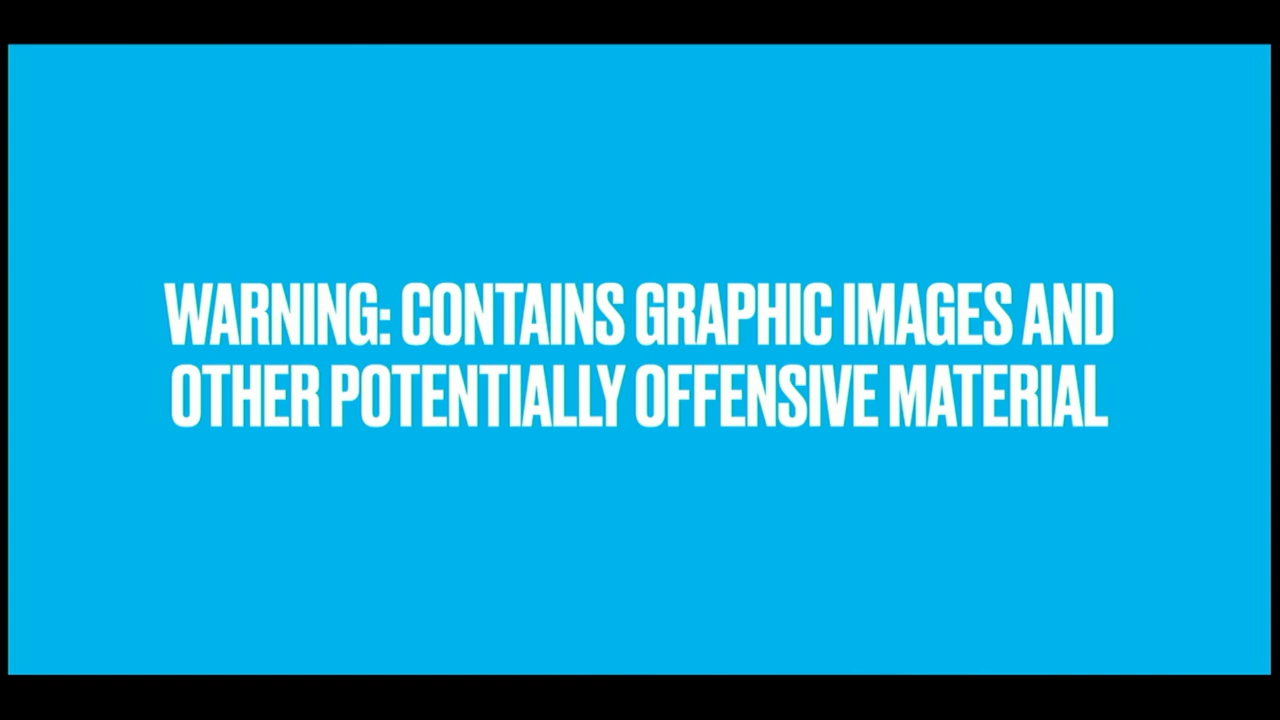 WARNING: CONTAINS GRAPHIC IMAGES AND
OTHER POTENTIALLY OFFENSIVE MATERIAL